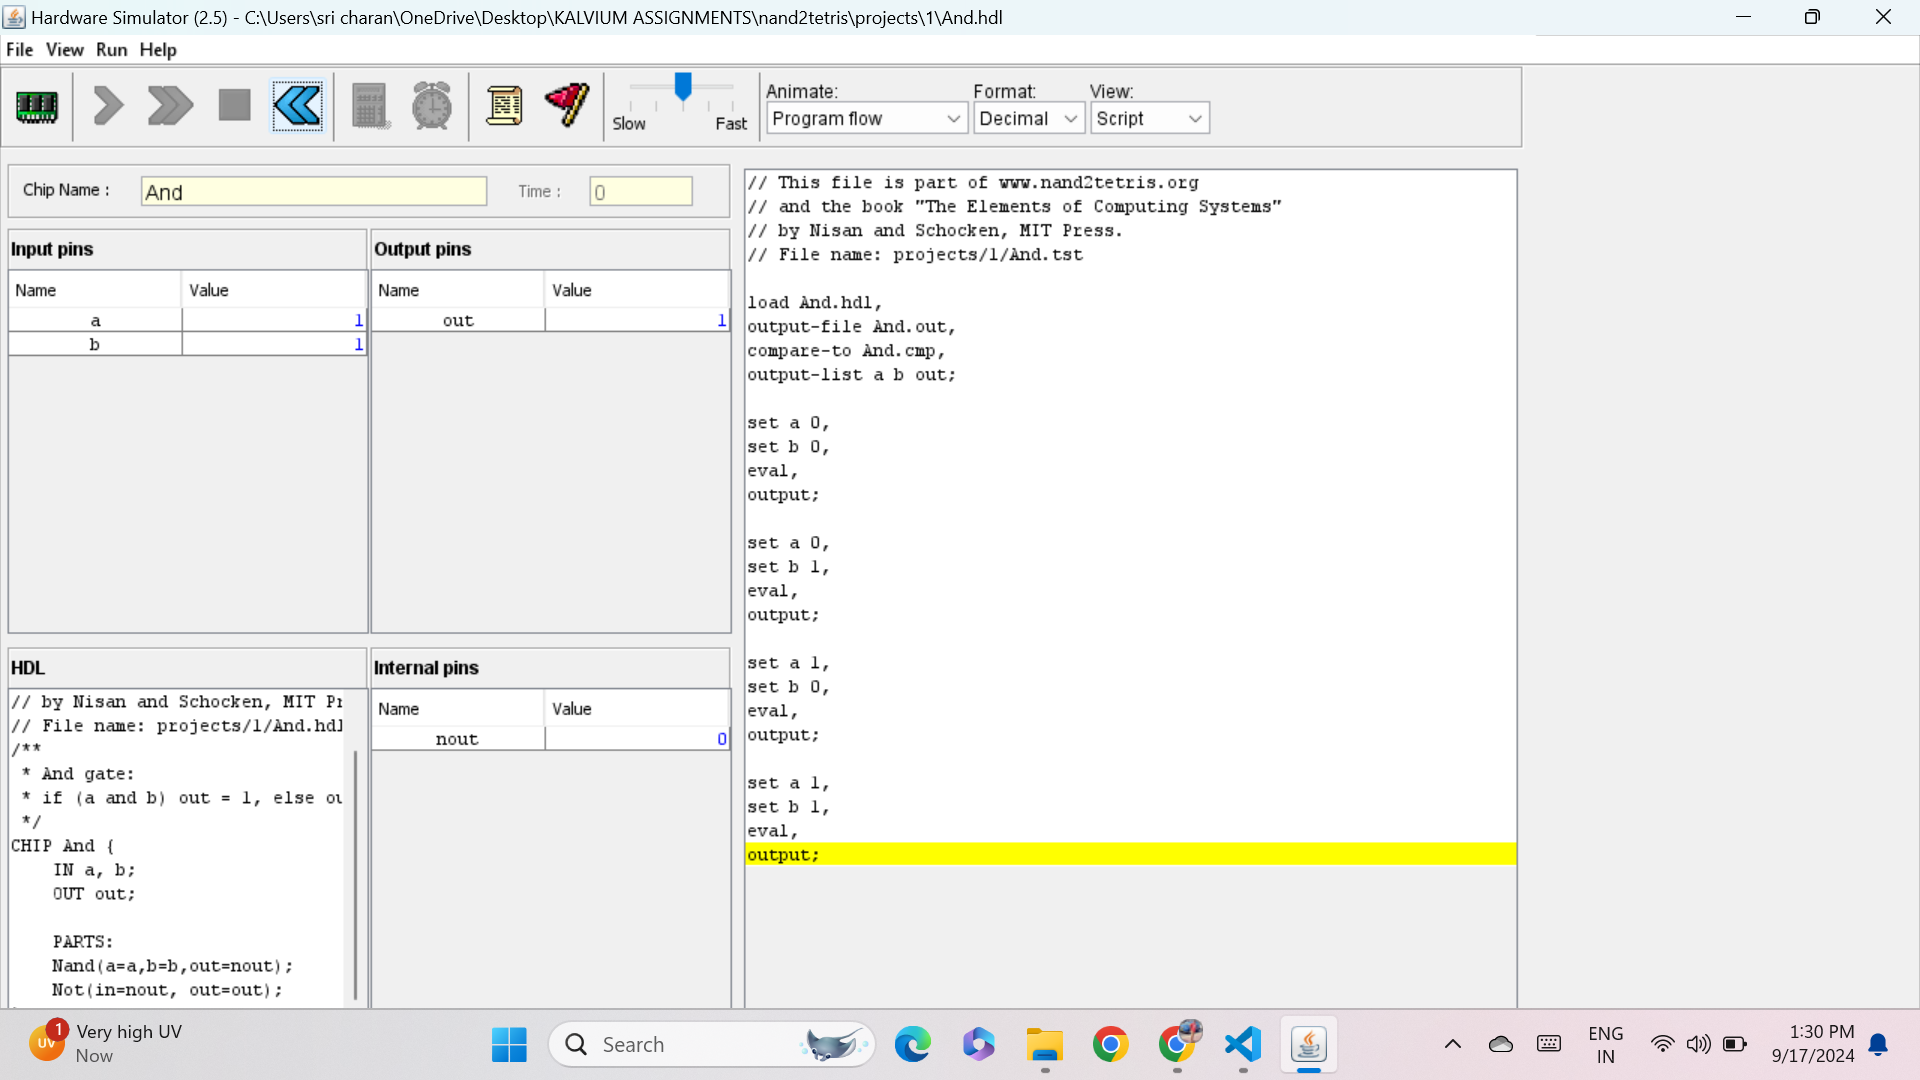 Hardware Simulator (2.5) - C:\Users\sri charan\OneDrive\Desktop\KALVIUM ASSIGNMENTS\nand2tetris\projects\1\And.hdl
File View Run Help
Slow Fast
Animate: Format: View:
Program flow Decimal Script
Chip Name : And Time : 0
Input pins
Name Value
a 1
b 1
Output pins
Name Value
out 1
HDL
// by Nisan and Schocken, MIT Pr
// File name: projects/1/And.hdl
/**
 * And gate:
 * if (a and b) out = 1, else ou
 */
CHIP And {
    IN a, b;
    OUT out;

    PARTS:
    Nand(a=a,b=b,out=nout);
    Not(in=nout, out=out);
Internal pins
Name Value
nout 0
// This file is part of www.nand2tetris.org
// and the book "The Elements of Computing Systems"
// by Nisan and Schocken, MIT Press.
// File name: projects/1/And.tst

load And.hdl,
output-file And.out,
compare-to And.cmp,
output-list a b out;

set a 0,
set b 0,
eval,
output;

set a 0,
set b 1,
eval,
output;

set a 1,
set b 0,
eval,
output;

set a 1,
set b 1,
eval,
output;
UV 1 Very high UV
Now
Search
ENG
IN
1:30 PM
9/17/2024